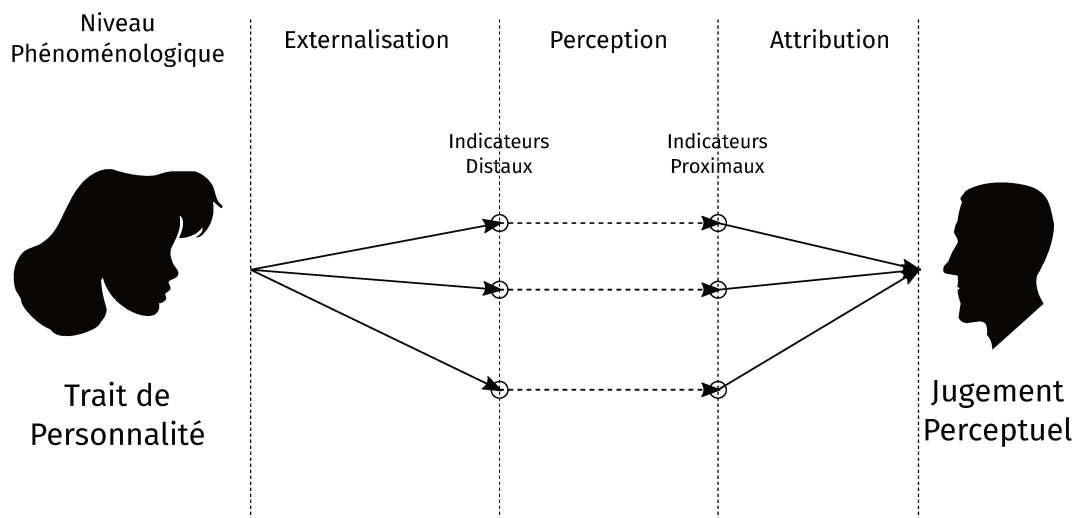 Niveau
Phénoménologique
Externalisation
Perception
Attribution
Indicateurs
Distaux
Indicateurs
Proximaux
Trait de
Personnalité
Jugement
Perceptuel